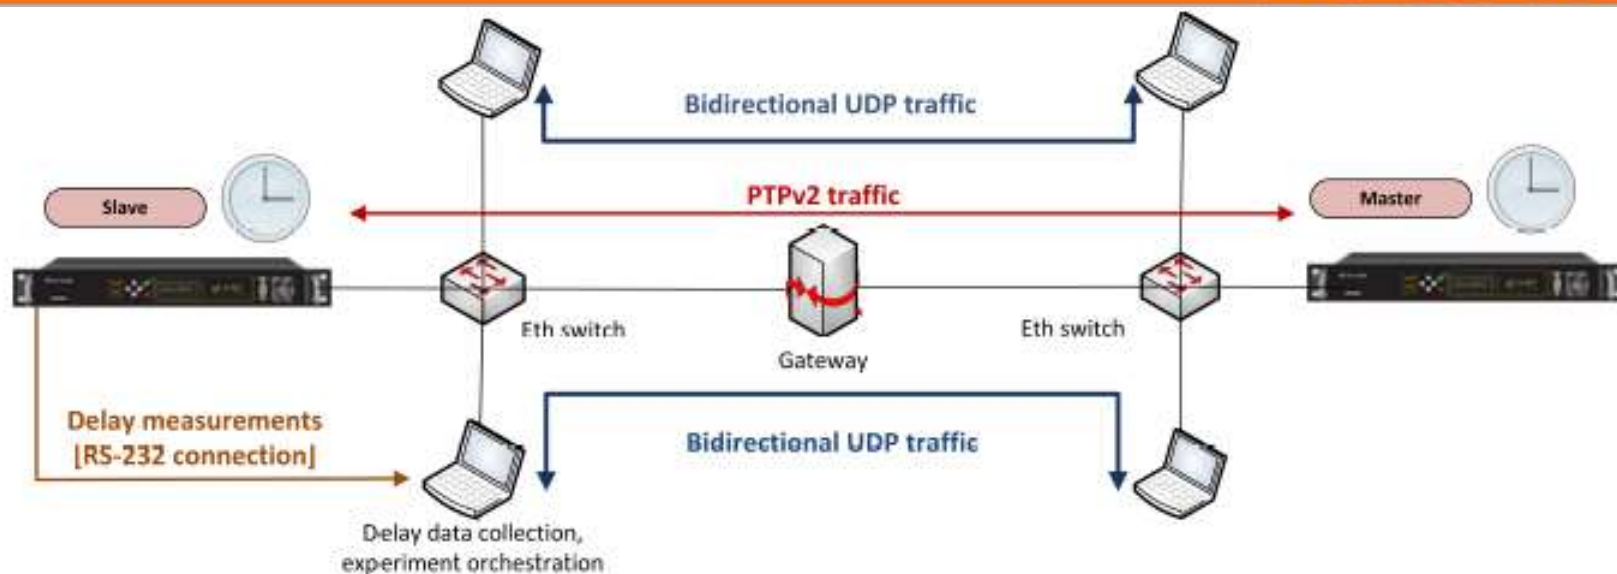 Bidirectional UDP traffic
PTPv2 traffic
Slave
Master
Eth switch
Eth switch
Gateway
Delay measurements
[RS-232 connection]
Bidirectional UDP traffic
Delay data collection,
experiment orchestration